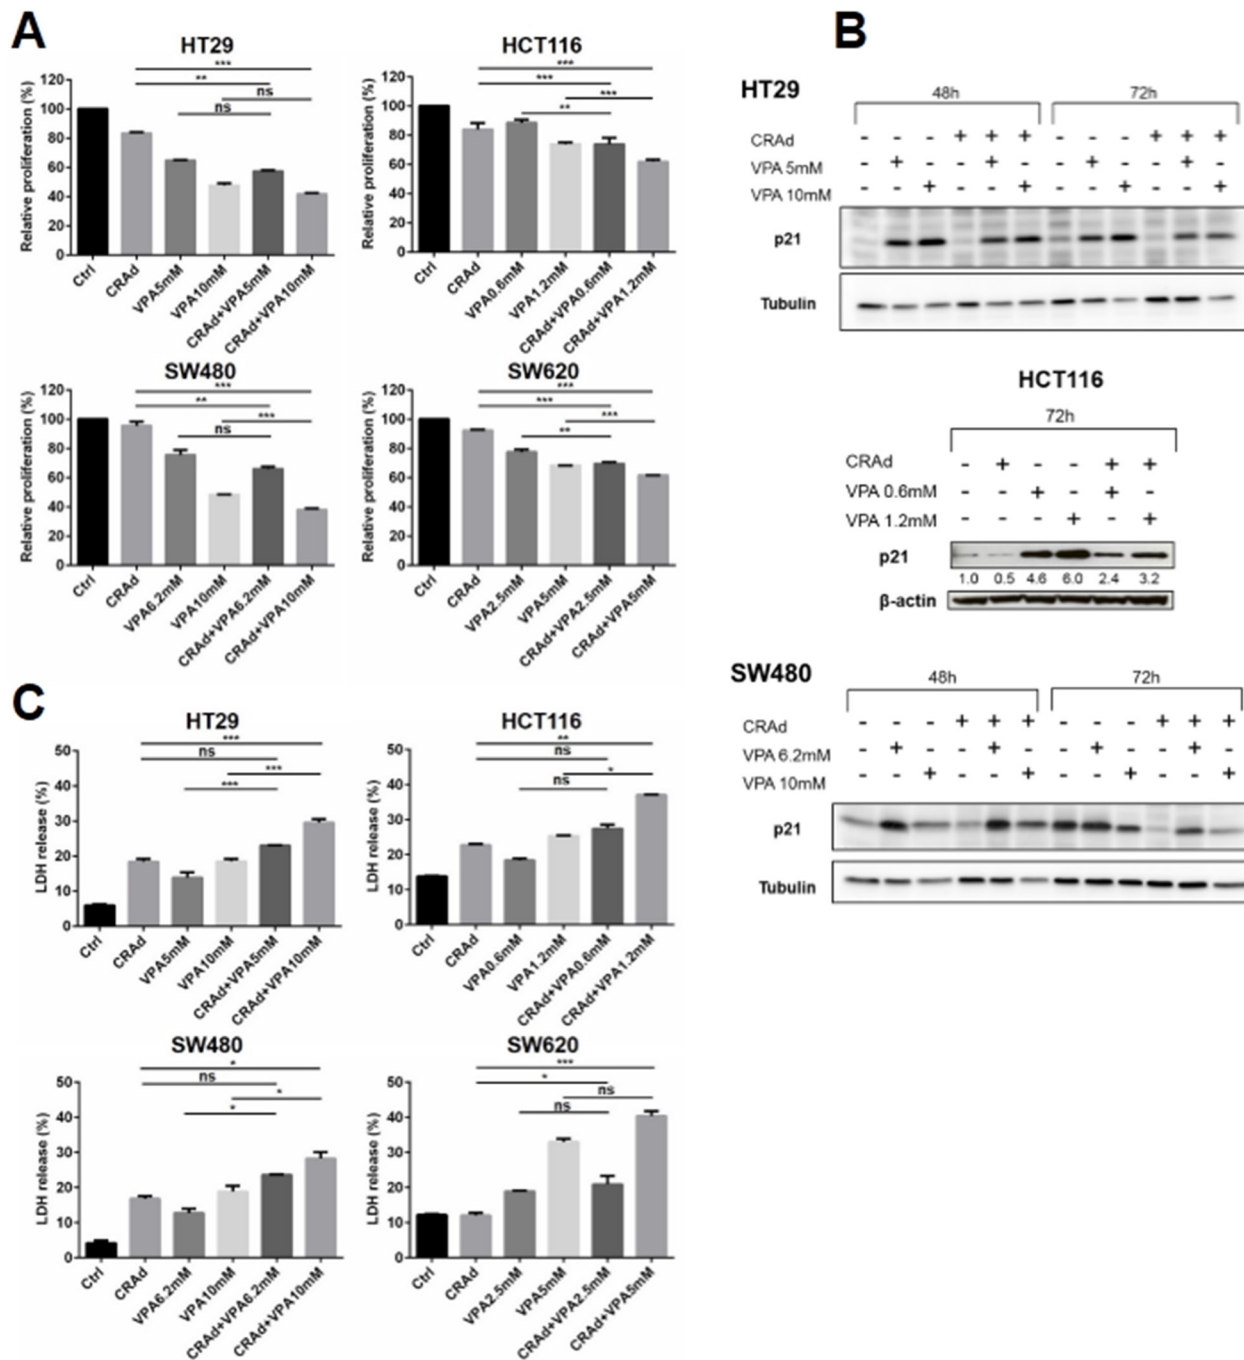 A
HT29
Relative proliferation (%)
120
100
80
60
40
20
0
***
**
ns
ns
Ctrl
CRAd
VPA5mM
VPA10mM
CRAd+VPA5mM
CRAd+VPA10mM
HCT116
Relative proliferation (%)
120
100
80
60
40
20
0
***
***
***
**
Ctrl
CRAd
VPA0.6mM
VPA1.2mM
CRAd+VPA0.6mM
CRAd+VPA1.2mM
SW480
Relative proliferation (%)
120
100
80
60
40
20
0
***
**
***
ns
Ctrl
CRAd
VPA6.2mM
VPA10mM
CRAd+VPA6.2mM
CRAd+VPA10mM
SW620
Relative proliferation (%)
120
100
80
60
40
20
0
***
***
***
**
Ctrl
CRAd
VPA2.5mM
VPA5mM
CRAd+VPA2.5mM
CRAd+VPA5mM
B
HT29
48h 72h
CRAd - - - + + + - - - + + +
VPA 5mM - + - - + - - + - - + -
VPA 10mM - - + - - + - - + - - +
p21
Tubulin
HCT116
72h
CRAd - + - - + +
VPA 0.6mM - - + - + -
VPA 1.2mM - - - + - +
p21
1.0 0.5 4.6 6.0 2.4 3.2
β-actin
SW480
48h 72h
CRAd - - - + + + - - - + + +
VPA 6.2mM - + - - + - - + - - + -
VPA 10mM - - + - - + - - + - - +
p21
Tubulin
C
HT29
LDH release (%)
50
40
30
20
10
0
***
ns
***
***
Ctrl
CRAd
VPA5mM
VPA10mM
CRAd+VPA5mM
CRAd+VPA10mM
HCT116
LDH release (%)
50
40
30
20
10
0
**
ns
*
ns
Ctrl
CRAd
VPA0.6mM
VPA1.2mM
CRAd+VPA0.6mM
CRAd+VPA1.2mM
SW480
LDH release (%)
50
40
30
20
10
0
*
ns
*
*
Ctrl
CRAd
VPA6.2mM
VPA10mM
CRAd+VPA6.2mM
CRAd+VPA10mM
SW620
LDH release (%)
50
40
30
20
10
0
***
*
ns
ns
Ctrl
CRAd
VPA2.5mM
VPA5mM
CRAd+VPA2.5mM
CRAd+VPA5mM